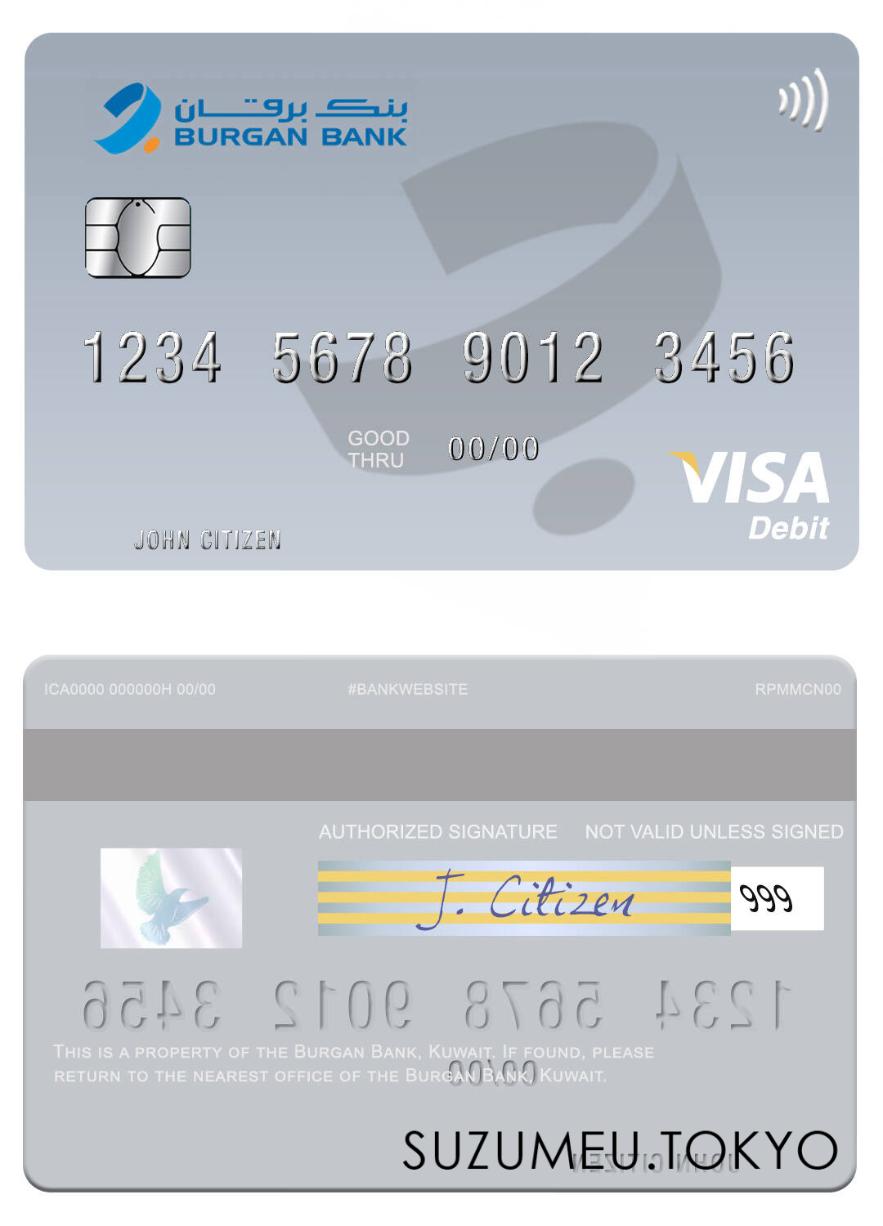 بنك برقان
BURGAN BANK
1234 5678 9012 3456
GOOD THRU 00/00
VISA
Debit
JOHN CITIZEN
ICA0000 000000H 00/00 #BANKWEBSITE RPMMCN00
AUTHORIZED SIGNATURE NOT VALID UNLESS SIGNED
J. Citizen 999
1234 5678 9012 3456
THIS IS A PROPERTY OF THE BURGAN BANK, KUWAIT. IF FOUND, PLEASE
RETURN TO THE NEAREST OFFICE OF THE BURGAN BANK, KUWAIT.
00/00
SUZUMEU.TOKYO
JOHN CITIZEN